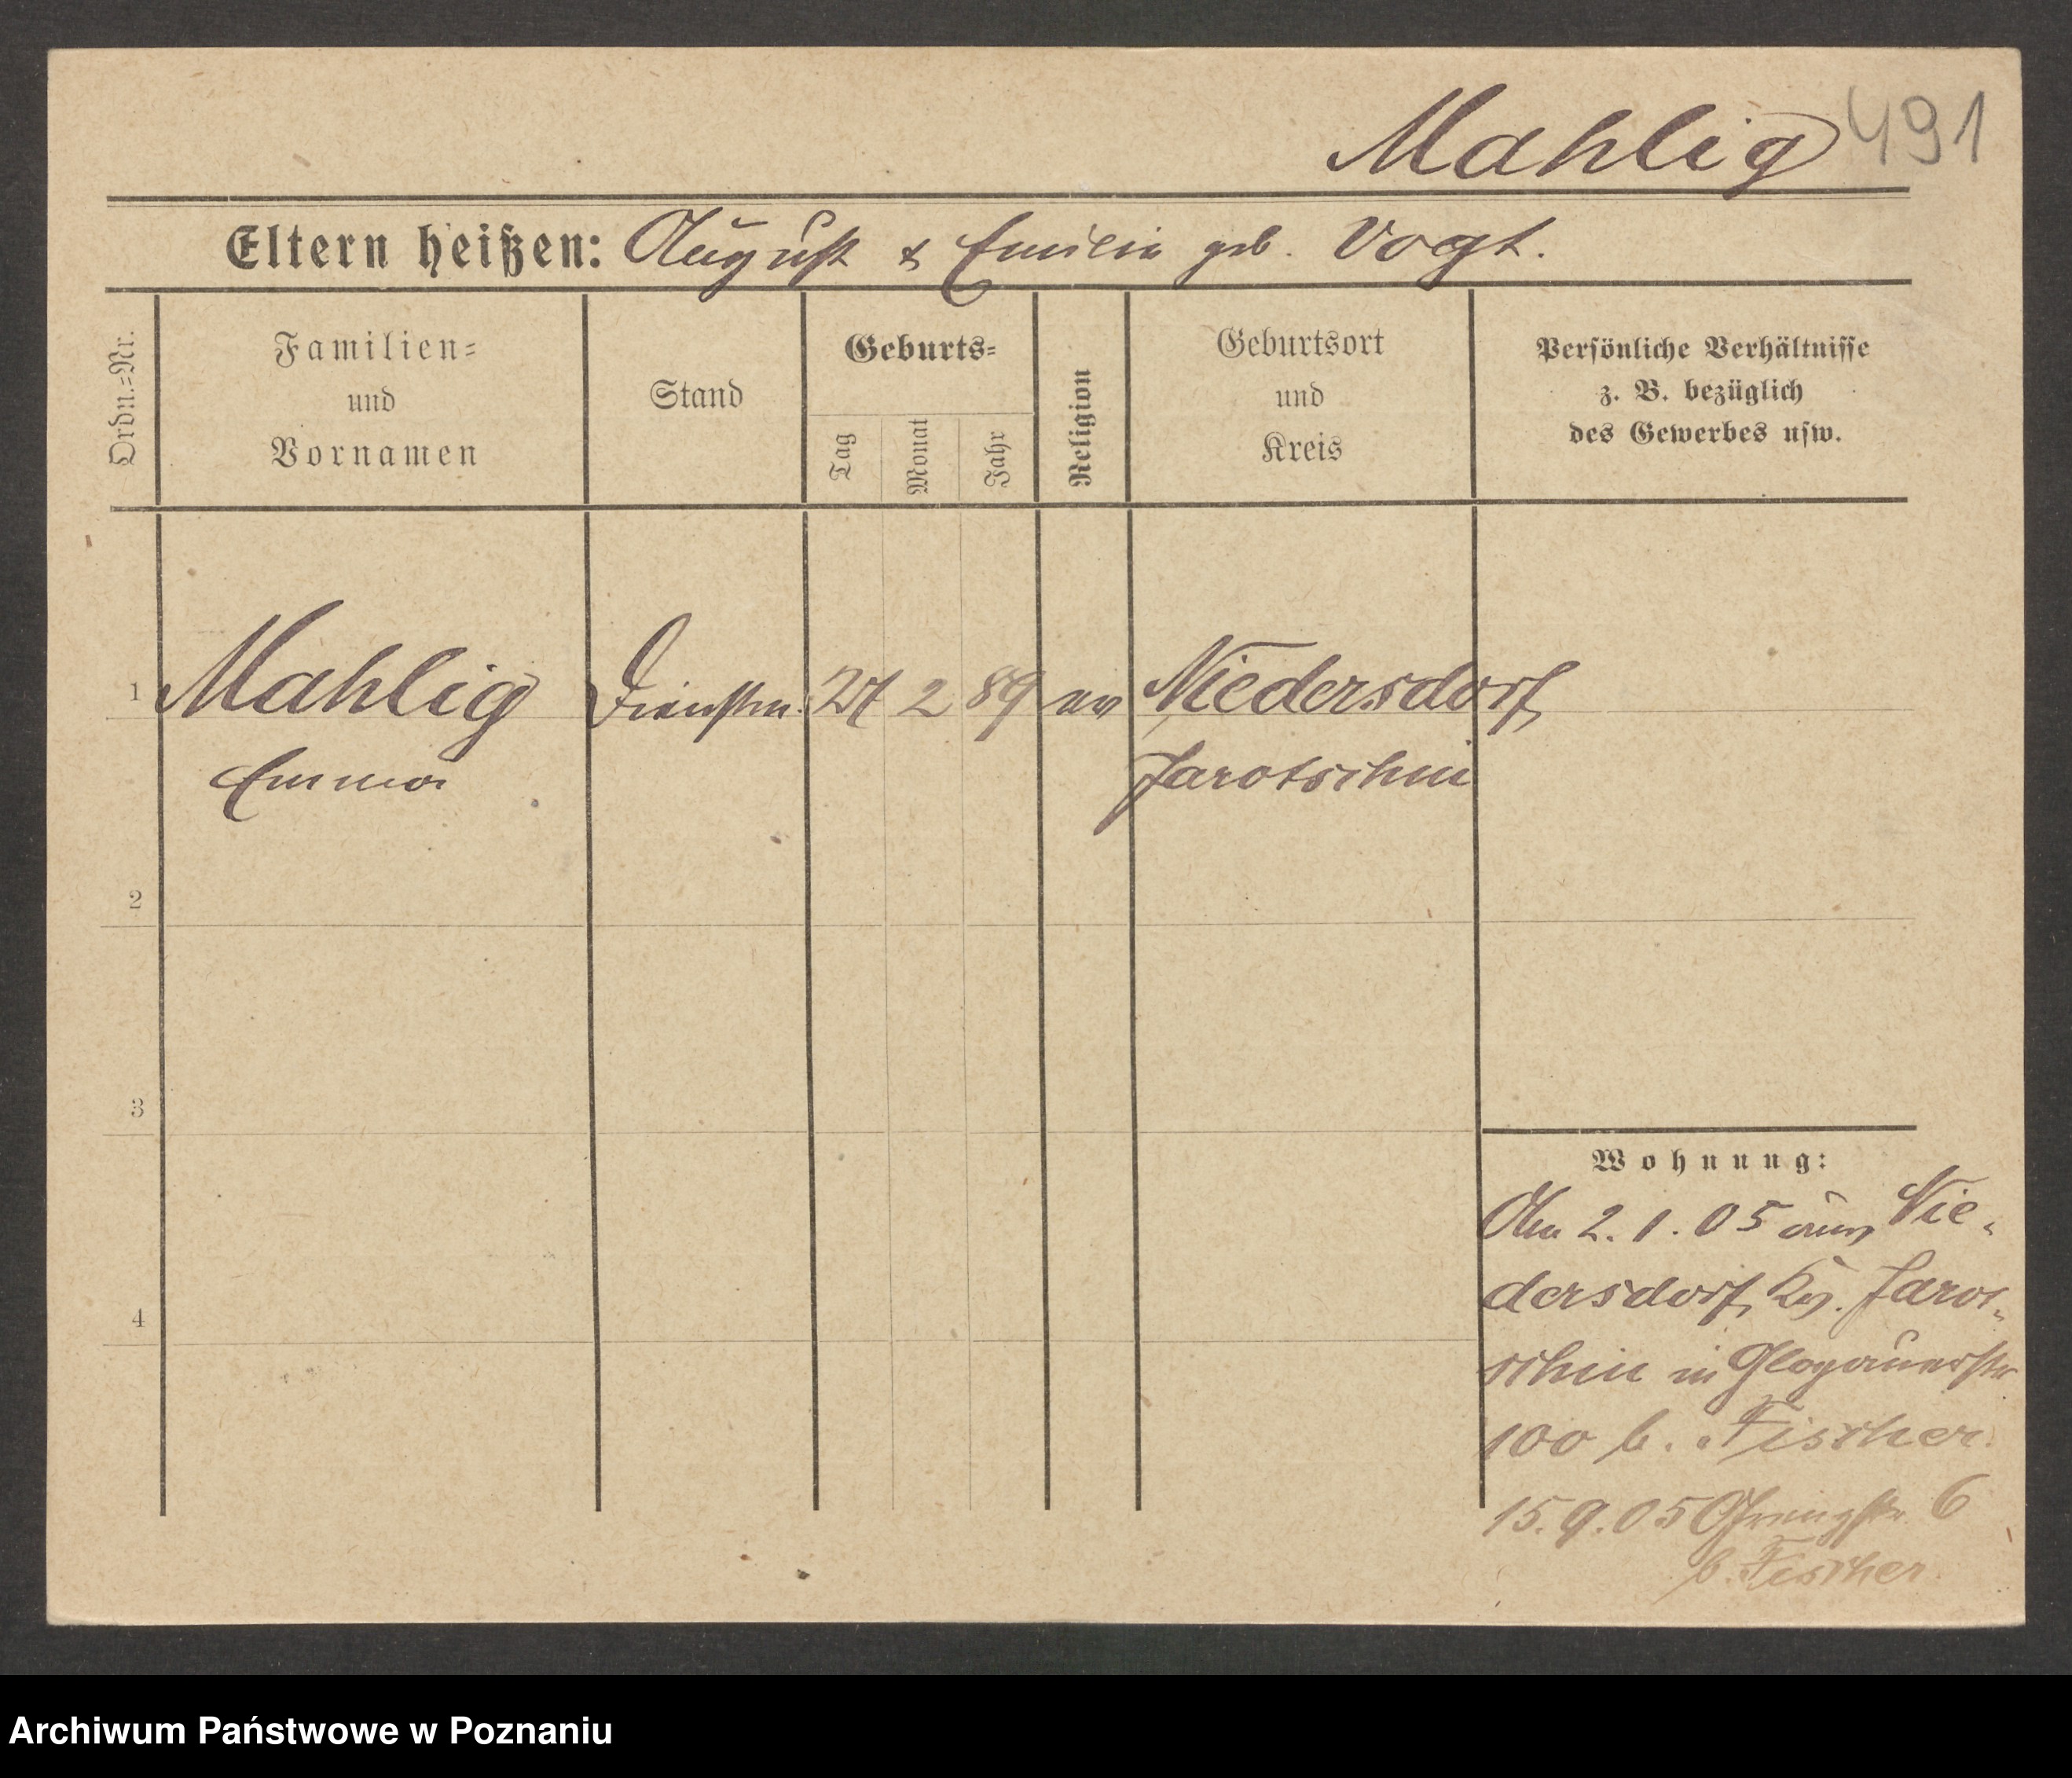 Mahlig 491
Eltern heißen: August & Emilie geb. Vogt.
Ordn.=Nr.
Familien=
und
Vornamen
Stand
Geburts=
Tag
Monat
Jahr
Religion
Geburtsort
und
Kreis
Persönliche Verhältnisse
z. B. bezüglich
des Gewerbes usw.
1 Mahlig Dienstm. 2 89 ev Niedersdorf,
Emma Jarotschin
2
3
4
Wohnung:
Am 2.1.05 aus Nie-
dersdorf, Kr. Jarot-
schin in Glogauerstr
100 b. Fischer.
15.9.05 6
b. Fischer.
Archiwum Państwowe w Poznaniu